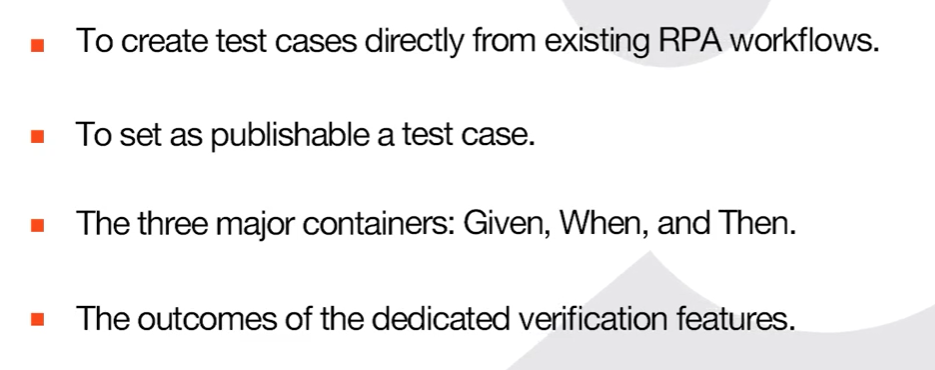 To create test cases directly from existing RPA workflows.
To set as publishable a test case.
The three major containers: Given, When, and Then.
The outcomes of the dedicated verification features.